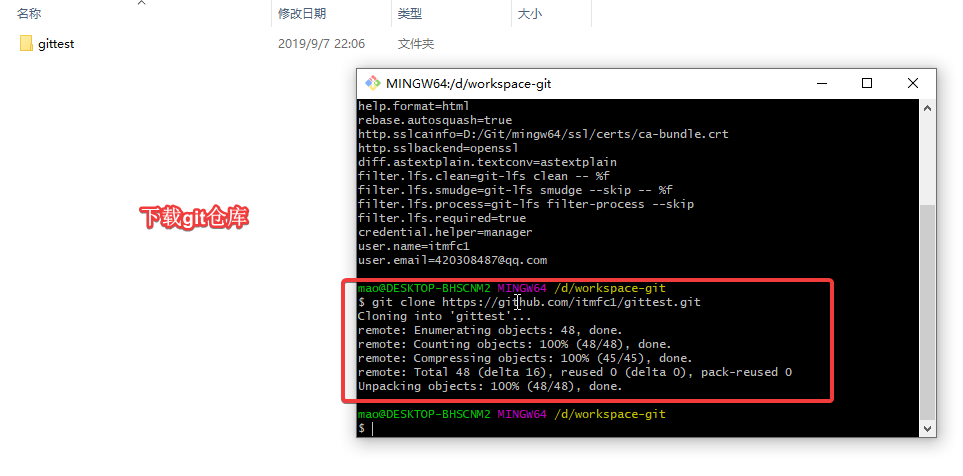 名称 修改日期 类型 大小
gittest 2019/9/7 22:06 文件夹
MINGW64:/d/workspace-git
help.format=html
rebase.autosquash=true
http.sslcainfo=D:/Git/mingw64/ssl/certs/ca-bundle.crt
http.sslbackend=openssl
diff.astextplain.textconv=astextplain
filter.lfs.clean=git-lfs clean -- %f
filter.lfs.smudge=git-lfs smudge --skip -- %f
filter.lfs.process=git-lfs filter-process --skip
filter.lfs.required=true
credential.helper=manager
user.name=itmfc1
user.email=420308487@qq.com
下载git仓库
mao@DESKTOP-BHSCNM2 MINGW64 /d/workspace-git
$ git clone https://github.com/itmfc1/gittest.git
Cloning into 'gittest'...
remote: Enumerating objects: 48, done.
remote: Counting objects: 100% (48/48), done.
remote: Compressing objects: 100% (45/45), done.
remote: Total 48 (delta 16), reused 0 (delta 0), pack-reused 0
Unpacking objects: 100% (48/48), done.
mao@DESKTOP-BHSCNM2 MINGW64 /d/workspace-git
$